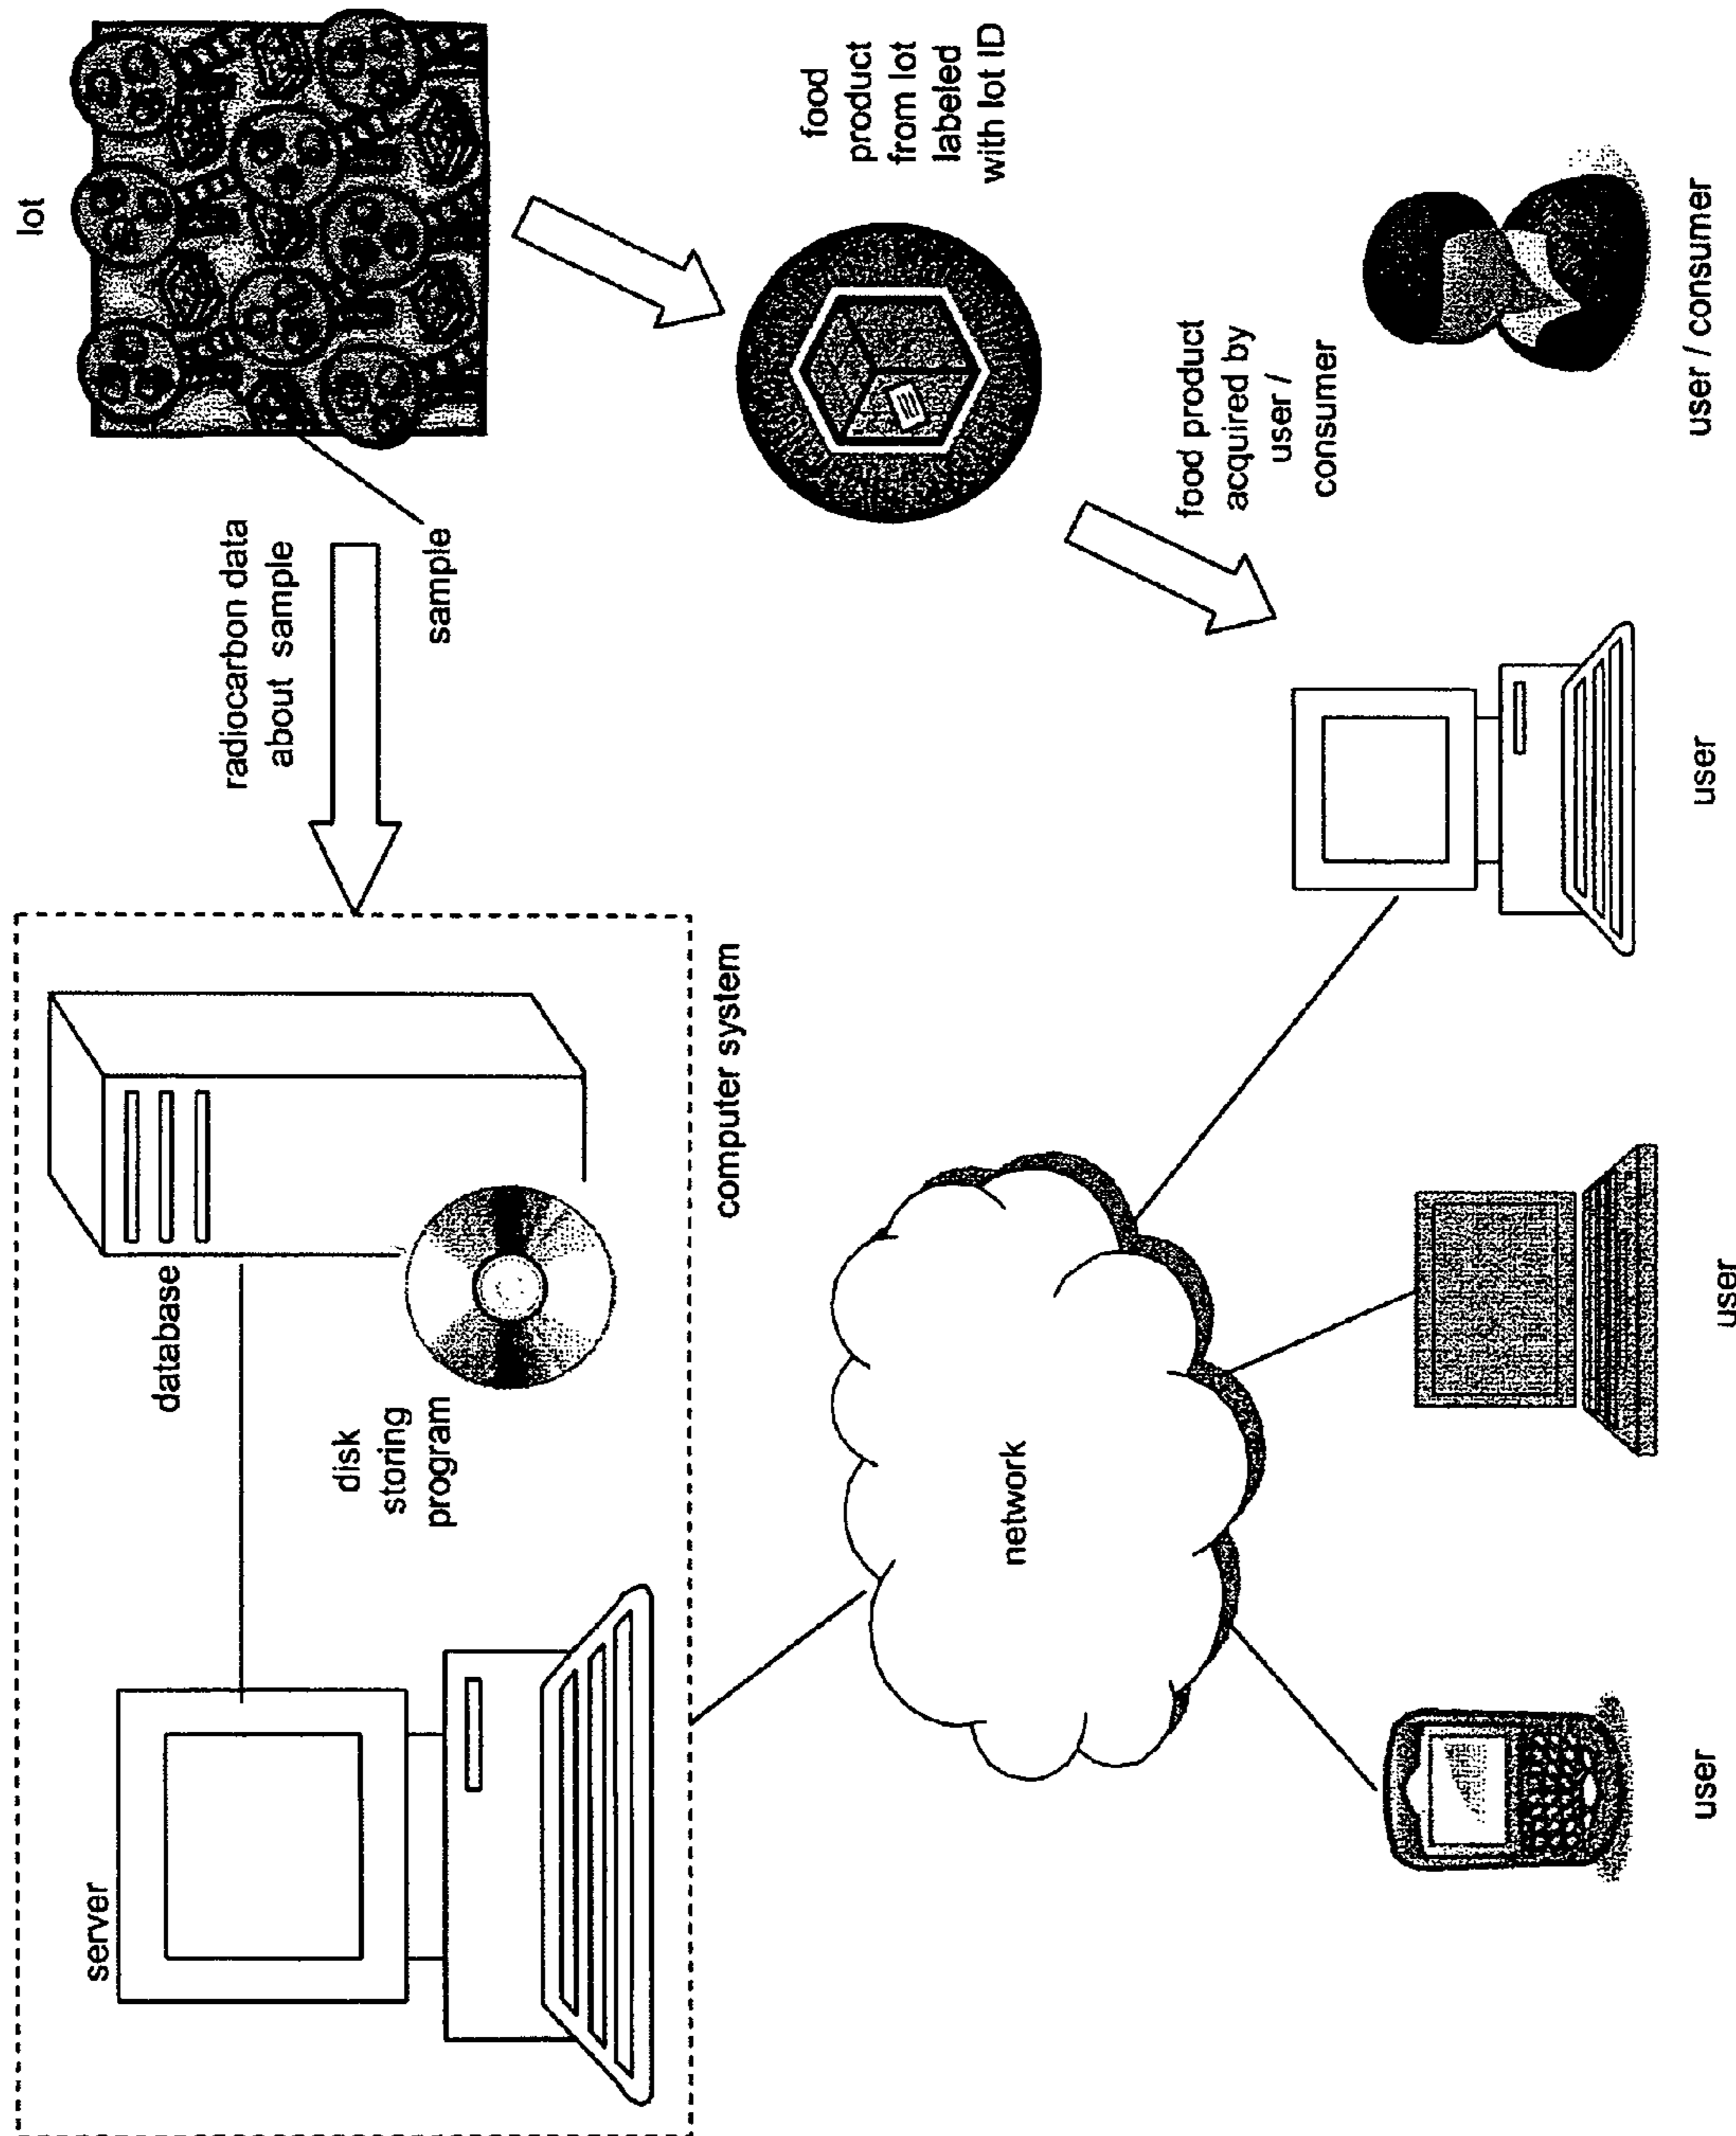 server
database
disk
storing
program
computer system
radiocarbon data
about sample
sample
lot
food
product
from lot
labeled
with lot ID
food product
acquired by
user /
consumer
network
user
user
user
user / consumer